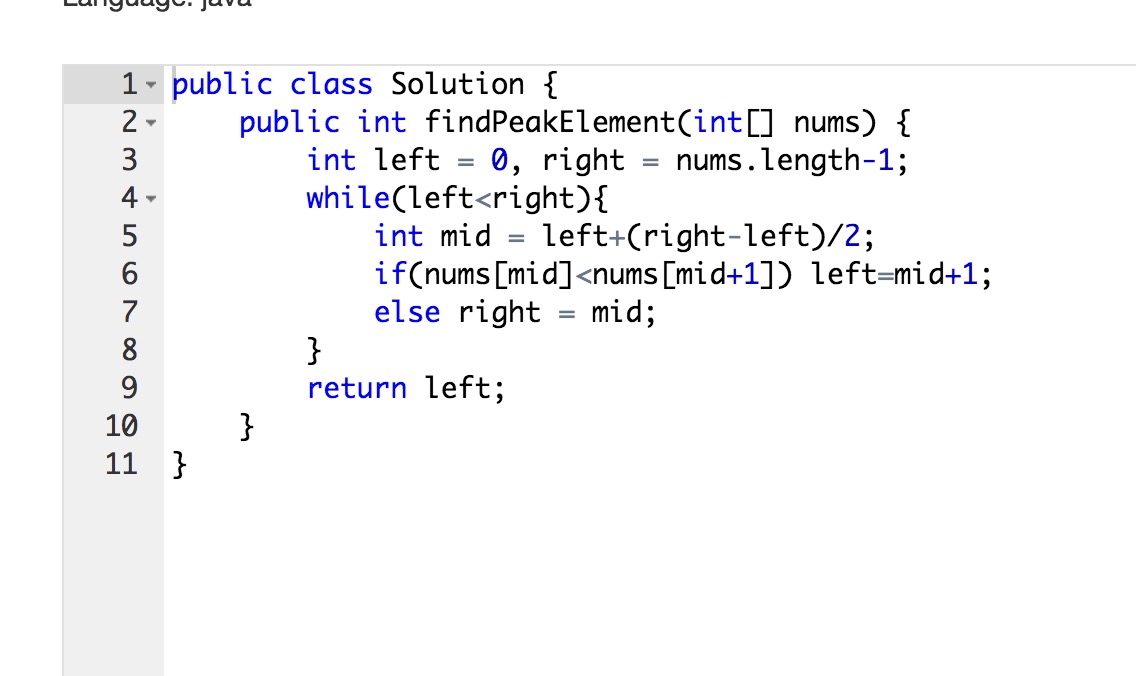 Language: java
1 public class Solution {
2 public int findPeakElement(int[] nums) {
3 int left = 0, right = nums.length-1;
4 while(left<right){
5 int mid = left+(right-left)/2;
6 if(nums[mid]<nums[mid+1]) left=mid+1;
7 else right = mid;
8 }
9 return left;
10 }
11 }